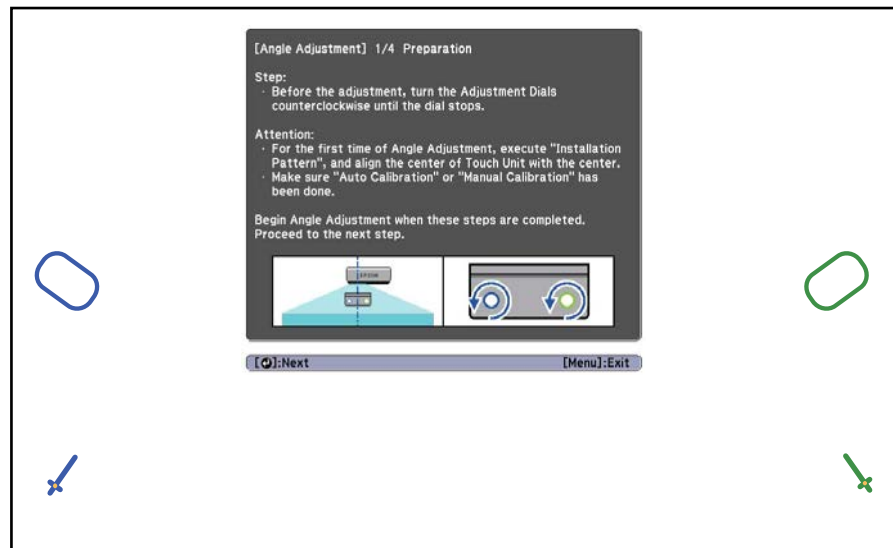 [Angle Adjustment] 1/4 Preparation
Step:
· Before the adjustment, turn the Adjustment Dials
counterclockwise until the dial stops.
Attention:
· For the first time of Angle Adjustment, execute "Installation
Pattern", and align the center of Touch Unit with the center.
· Make sure "Auto Calibration" or "Manual Calibration" has
been done.
Begin Angle Adjustment when these steps are completed.
Proceed to the next step.
EPSON
[⏎]:Next [Menu]:Exit